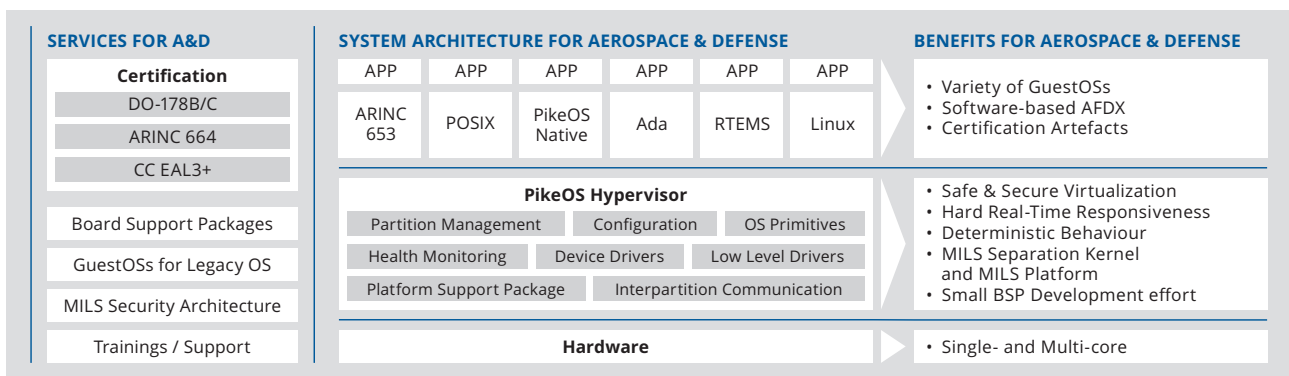 SERVICES FOR A&D
Certification
DO-178B/C
ARINC 664
CC EAL3+
Board Support Packages
GuestOSs for Legacy OS
MILS Security Architecture
Trainings / Support
SYSTEM ARCHITECTURE FOR AEROSPACE & DEFENSE
APP APP APP APP APP APP
ARINC
653
POSIX
PikeOS
Native
Ada
RTEMS
Linux
PikeOS Hypervisor
Partition Management Configuration OS Primitives
Health Monitoring Device Drivers Low Level Drivers
Platform Support Package Interpartition Communication
Hardware
BENEFITS FOR AEROSPACE & DEFENSE
• Variety of GuestOSs
• Software-based AFDX
• Certification Artefacts
• Safe & Secure Virtualization
• Hard Real-Time Responsiveness
• Deterministic Behaviour
• MILS Separation Kernel
and MILS Platform
• Small BSP Development effort
• Single- and Multi-core